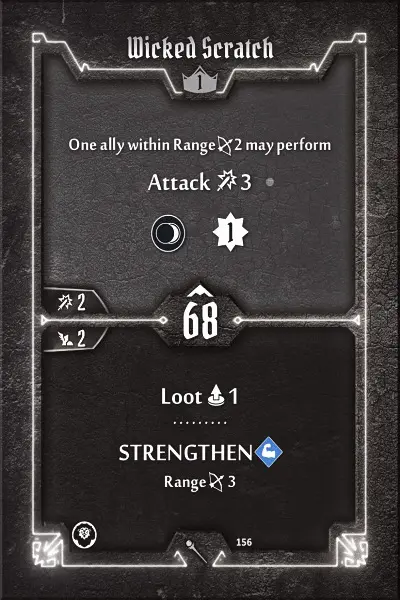 Wicked Scratch
1
One ally within Range 2 may perform
Attack 3
1
2
68
2
Loot 1
STRENGTHEN
Range 3
156